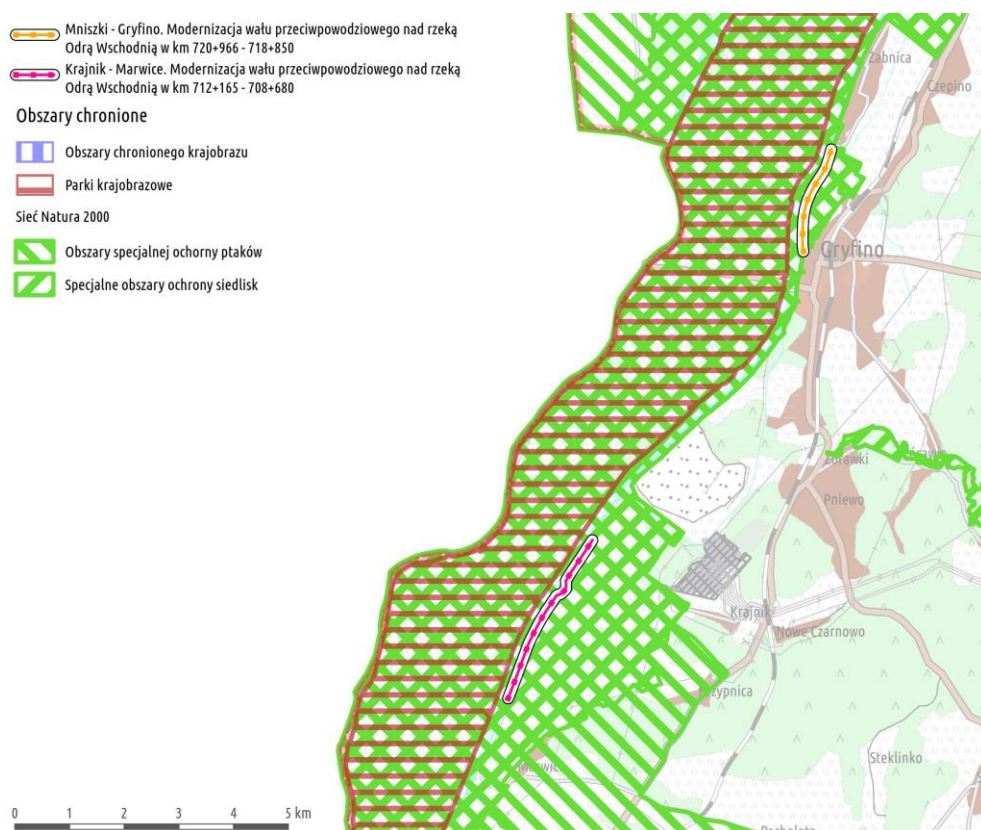 Mniszki - Gryfino. Modernizacja wału przeciwpowodziowego nad rzeką
Odrą Wschodnią w km 720+966 - 718+850
Krajnik - Marwice. Modernizacja wału przeciwpowodziowego nad rzeką
Odrą Wschodnią w km 712+165 - 708+680
Obszary chronione
Obszary chronionego krajobrazu
Parki krajobrazowe
Sieć Natura 2000
Obszary specjalnej ochorny ptaków
Specjalne obszary ochrony siedlisk
Żabnica
Czepino
Gryfino
Żórawki
Pniewo
Krajnik
Nowe Czarnowo
Steklinko
0 1 2 3 4 5 km